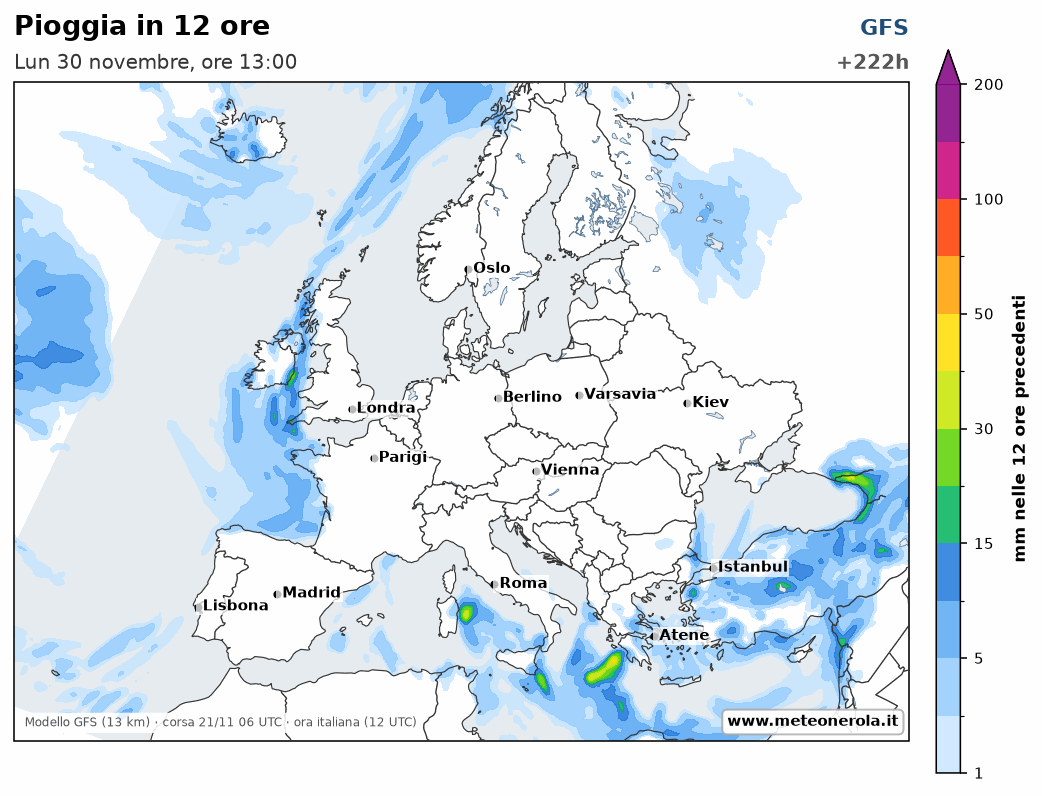 Pioggia in 12 ore
GFS
Lun 30 novembre, ore 13:00
+222h
200
100
50
30
15
5
1
mm nelle 12 ore precedenti
Oslo
Berlino
Varsavia
Kiev
Londra
Parigi
Vienna
Istanbul
Roma
Madrid
Lisbona
Atene
Modello GFS (13 km) · corsa 21/11 06 UTC · ora italiana (12 UTC)
www.meteonerola.it